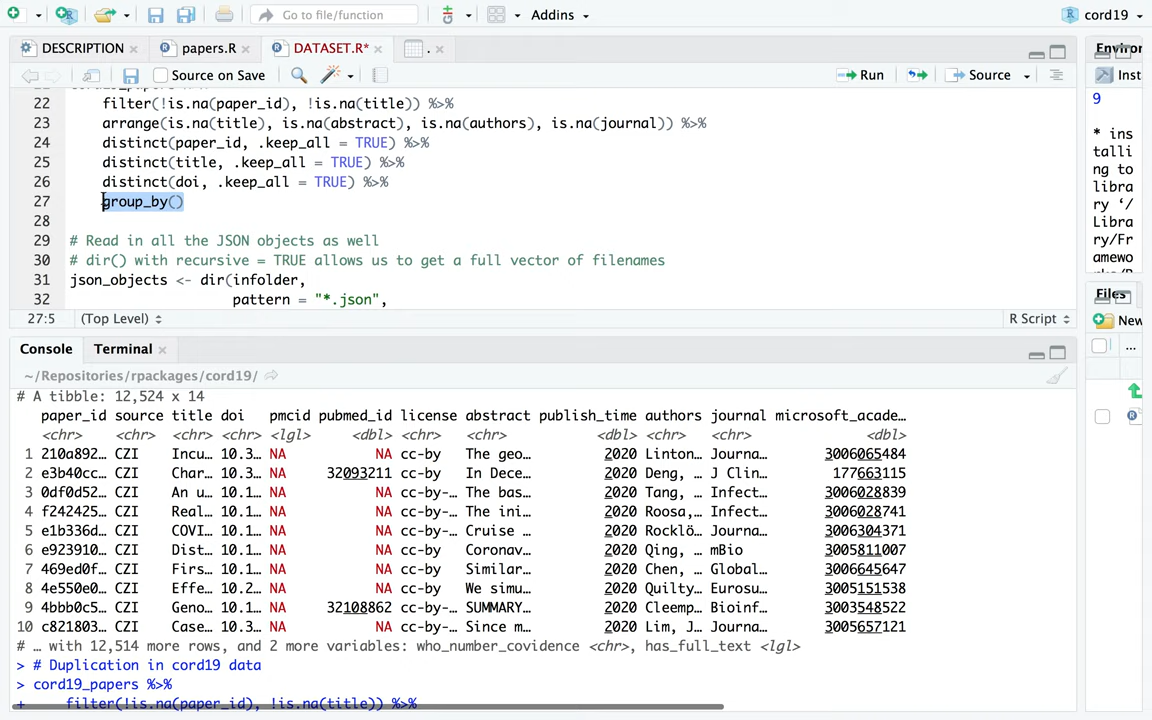 Go to file/function
Addins
cord19
DESCRIPTION
papers.R
DATASET.R*
.
Source on Save
Run
Source
22 filter(!is.na(paper_id), !is.na(title)) %>%
23 arrange(is.na(title), is.na(abstract), is.na(authors), is.na(journal)) %>%
24 distinct(paper_id, .keep_all = TRUE) %>%
25 distinct(title, .keep_all = TRUE) %>%
26 distinct(doi, .keep_all = TRUE) %>%
27 group_by()
28
29 # Read in all the JSON objects as well
30 # dir() with recursive = TRUE allows us to get a full vector of filenames
31 json_objects <- dir(infolder,
32 pattern = "*.json",
27:5 (Top Level) R Script
Console Terminal
~/Repositories/rpackages/cord19/
# A tibble: 12,524 x 14
paper_id source title doi pmcid pubmed_id license abstract publish_time authors journal microsoft_acade…
<chr> <chr> <chr> <chr> <lgl> <dbl> <chr> <chr> <dbl> <chr> <chr> <dbl>
1 210a892… CZI Incu… 10.3… NA NA cc-by The geo… 2020 Linton… Journa… 3006065484
2 e3b40cc… CZI Char… 10.3… NA 32093211 cc-by In Dece… 2020 Deng, … J Clin… 177663115
3 0df0d52… CZI An u… 10.1… NA NA cc-by-… The bas… 2020 Tang, … Infect… 3006028839
4 f242425… CZI Real… 10.1… NA NA cc-by-… The ini… 2020 Roosa,… Infect… 3006028741
5 e1b336d… CZI COVI… 10.1… NA NA cc-by-… Cruise … 2020 Rocklö… Journa… 3006304371
6 e923910… CZI Dist… 10.1… NA NA cc-by Coronav… 2020 Qing, … mBio 3005811007
7 469ed0f… CZI Firs… 10.1… NA NA cc-by Similar… 2020 Chen, … Global… 3006645647
8 4e550e0… CZI Effe… 10.2… NA NA cc-by We simu… 2020 Quilty… Eurosu… 3005151538
9 4bbb0c5… CZI Geno… 10.1… NA 32108862 cc-by-… SUMMARY… 2020 Cleemp… Bioinf… 3003548522
10 c821803… CZI Case… 10.3… NA NA cc-by-… Since m… 2020 Lim, J… Journa… 3005657121
# … with 12,514 more rows, and 2 more variables: who_number_covidence <chr>, has_full_text <lgl>
> # Duplication in cord19 data
> cord19_papers %>%
+ filter(!is.na(paper_id), !is.na(title)) %>%
Inst
9
* ins
talling
ng to
libra
ry ‘/
Libra
ry/Fr
amewo
Files
New
...